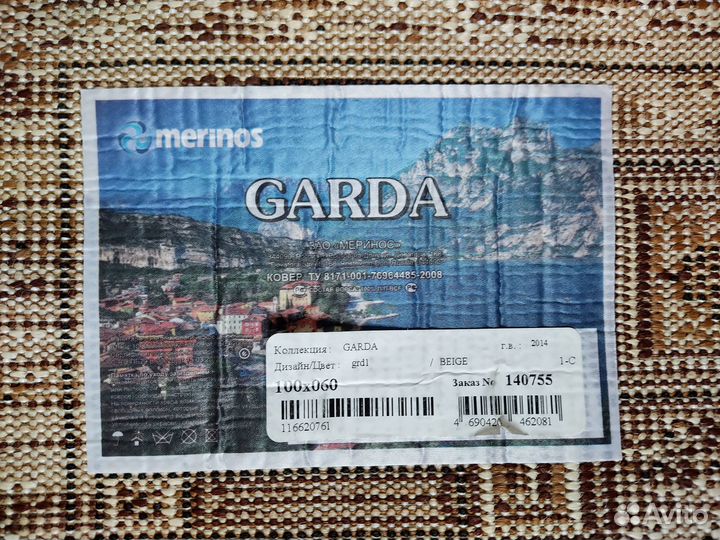 merinos
GARDA
ЗАО «МЕРИНОС»
КОВЕР ТУ 8171-001-76964485-2008
Коллекция: GARDA г.в.: 2014
Дизайн/Цвет: grd1 / BEIGE 1-C
100x060 Заказ № 140755
116620761 4 690420 462081
Avito